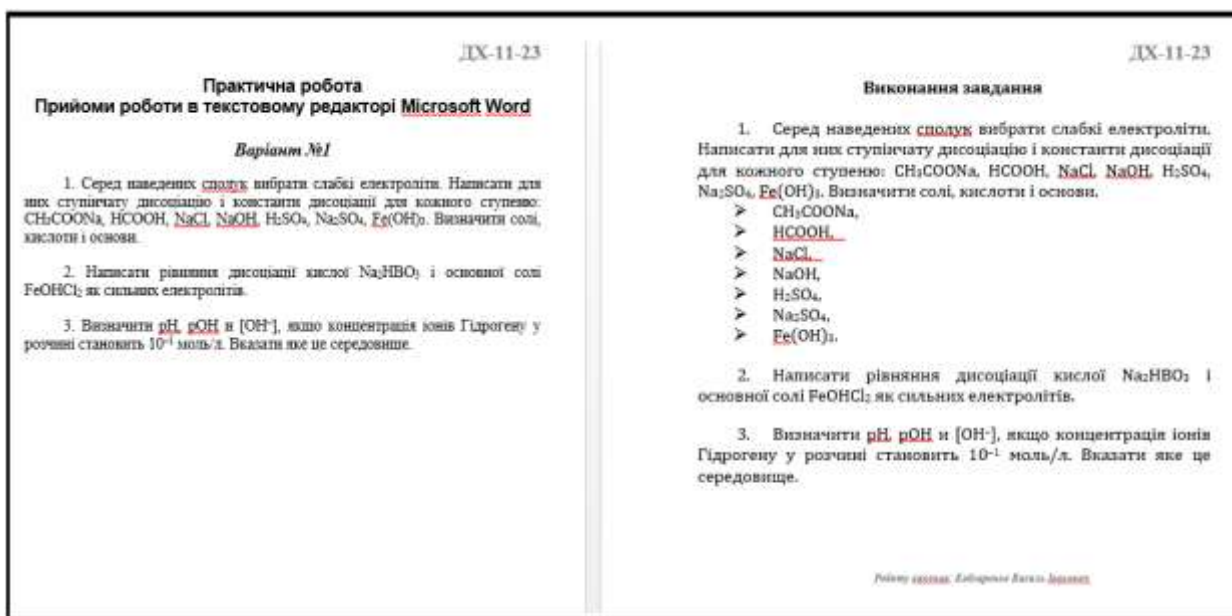 ДХ-11-23
Практична робота
Прийоми роботи в текстовому редакторі Microsoft Word
Варіант №1
1. Серед наведених сполук вибрати слабкі електроліти. Написати для
них ступінчату дисоціацію і константи дисоціації для кожного ступеню:
CH₃COONa, HCOOH, NaCl, NaOH, H₂SO₄, Na₂SO₄, Fe(OH)₃. Визначити солі,
кислоти і основи.
2. Написати рівняння дисоціації кислої Na₂HBO₃ і основної солі
FeOHCl₂ як сильних електролітів.
3. Визначити pH, pOH и [OH⁻], якщо концентрація іонів Гідрогену у
розчині становить 10⁻¹ моль/л. Вказати яке це середовище.
ДХ-11-23
Виконання завдання
1. Серед наведених сполук вибрати слабкі електроліти.
Написати для них ступінчату дисоціацію і константи дисоціації
для кожного ступеню: CH₃COONa, HCOOH, NaCl, NaOH, H₂SO₄,
Na₂SO₄, Fe(OH)₃. Визначити солі, кислоти і основи.
➢ CH₃COONa,
➢ HCOOH,
➢ NaCl,
➢ NaOH,
➢ H₂SO₄,
➢ Na₂SO₄,
➢ Fe(OH)₃.
2. Написати рівняння дисоціації кислої Na₂HBO₃ і
основної солі FeOHCl₂ як сильних електролітів.
3. Визначити pH, pOH и [OH⁻], якщо концентрація іонів
Гідрогену у розчині становить 10⁻¹ моль/л. Вказати яке це
середовище.
Роботу